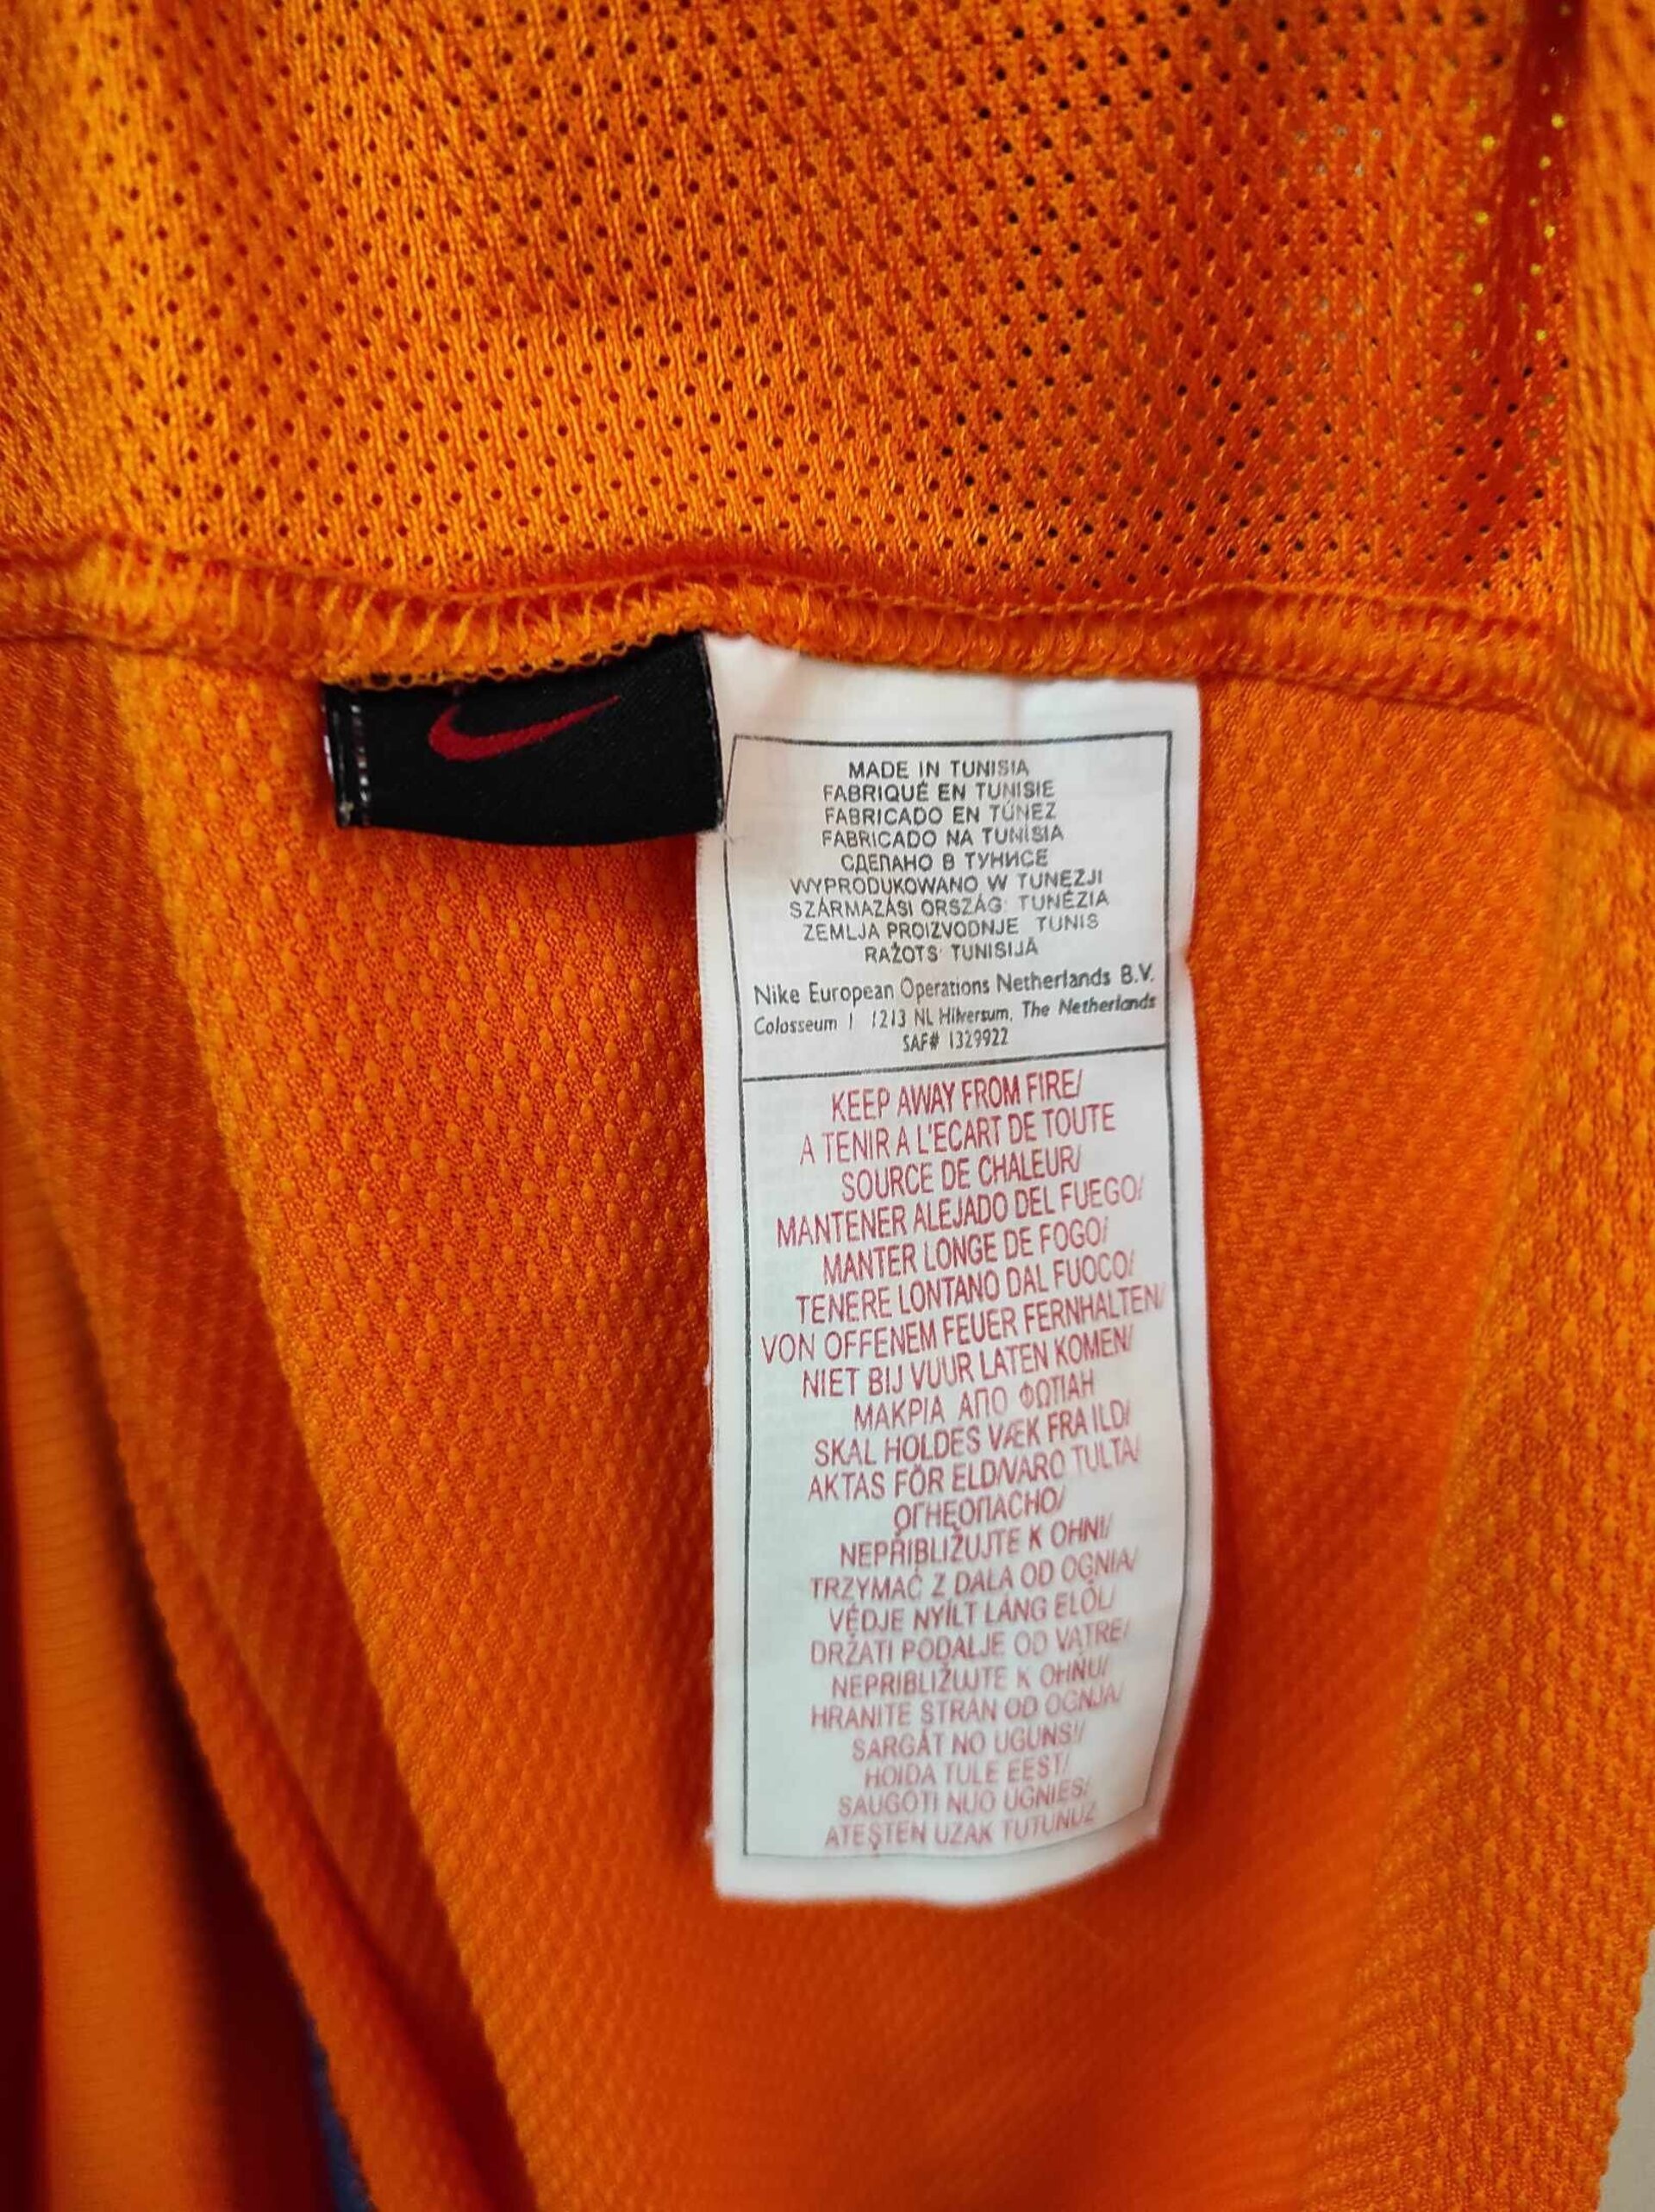 MADE IN TUNISIA
FABRIQUÉ EN TUNISIE
FABRICADO EN TÚNEZ
FABRICADO NA TUNÍSIA
СДЕЛАНО В ТУНИСЕ
WYPRODUKOWANO W TUNEZJI
SZÁRMAZÁSI ORSZÁG: TUNÉZIA
ZEMLJA PROIZVODNJE TUNIS
RAŽOTS: TUNISIJĀ
Nike European Operations Netherlands B.V.
Colosseum 1 1213 NL Hilversum, The Netherlands
SAF# 1329922
KEEP AWAY FROM FIRE/
A TENIR A L'ECART DE TOUTE
SOURCE DE CHALEUR/
MANTENER ALEJADO DEL FUEGO/
MANTER LONGE DE FOGO/
TENERE LONTANO DAL FUOCO/
VON OFFENEM FEUER FERNHALTEN/
NIET BIJ VUUR LATEN KOMEN/
ΜΑΚΡΙΑ ΑΠΟ ΦΩΤΙΑΗ
SKAL HOLDES VÆK FRA ILD/
AKTAS FÖR ELD/VARO TULTA/
ОГНЕОПАСНО/
NEPŘIBLIŽUJTE K OHNI/
TRZYMAĆ Z DALA OD OGNIA/
VÉDJE NYÍLT LÁNG ELŐL/
DRŽATI PODALJE OD VATRE/
NEPRIBLIŽUJTE K OHŇU/
HRANITE STRAN OD OGNJA/
SARGĀT NO UGUNS!/
HOIDA TULE EEST/
SAUGOTI NUO UGNIES/
ATEŞTEN UZAK TUTUNUZ